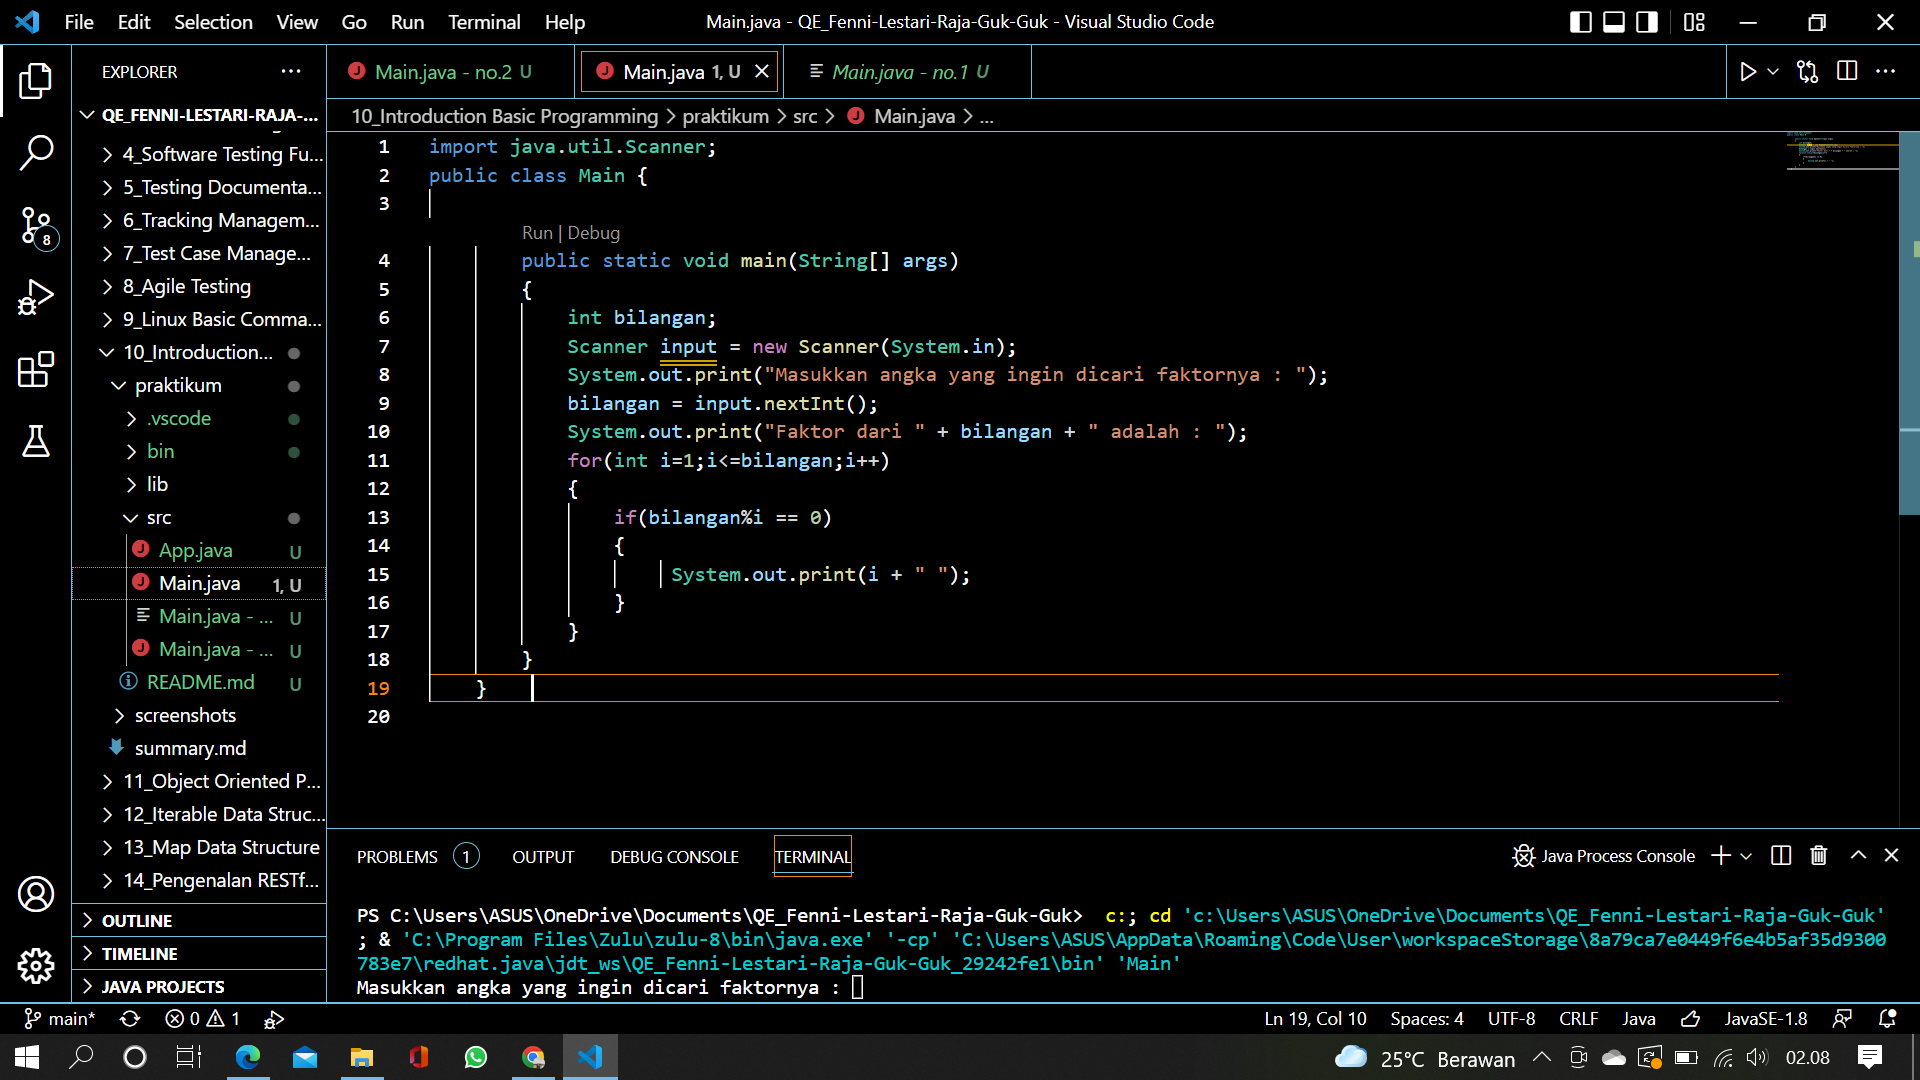 File Edit Selection View Go Run Terminal Help
Main.java - QE_Fenni-Lestari-Raja-Guk-Guk - Visual Studio Code
EXPLORER
QE_FENNI-LESTARI-RAJA-...
4_Software Testing Fu...
5_Testing Documenta...
6_Tracking Managem...
7_Test Case Manage...
8_Agile Testing
9_Linux Basic Comma...
10_Introduction...
praktikum
.vscode
bin
lib
src
App.java U
Main.java 1, U
Main.java - ... U
Main.java - ... U
README.md U
screenshots
summary.md
11_Object Oriented P...
12_Iterable Data Struc...
13_Map Data Structure
14_Pengenalan RESTf...
OUTLINE
TIMELINE
JAVA PROJECTS
8
Main.java - no.2 U
Main.java 1, U
Main.java - no.1 U
10_Introduction Basic Programming > praktikum > src > Main.java > ...
1 import java.util.Scanner;
2 public class Main {
3
Run | Debug
4 public static void main(String[] args)
5 {
6 int bilangan;
7 Scanner input = new Scanner(System.in);
8 System.out.print("Masukkan angka yang ingin dicari faktornya : ");
9 bilangan = input.nextInt();
10 System.out.print("Faktor dari " + bilangan + " adalah : ");
11 for(int i=1;i<=bilangan;i++)
12 {
13 if(bilangan%i == 0)
14 {
15 System.out.print(i + " ");
16 }
17 }
18 }
19 }
20
PROBLEMS 1 OUTPUT DEBUG CONSOLE TERMINAL
Java Process Console
PS C:\Users\ASUS\OneDrive\Documents\QE_Fenni-Lestari-Raja-Guk-Guk>  c:; cd 'c:\Users\ASUS\OneDrive\Documents\QE_Fenni-Lestari-Raja-Guk-Guk'
; & 'C:\Program Files\Zulu\zulu-8\bin\java.exe' '-cp' 'C:\Users\ASUS\AppData\Roaming\Code\User\workspaceStorage\8a79ca7e0449f6e4b5af35d9300
783e7\redhat.java\jdt_ws\QE_Fenni-Lestari-Raja-Guk-Guk_29242fe1\bin' 'Main'
Masukkan angka yang ingin dicari faktornya :
main* 0 1
Ln 19, Col 10 Spaces: 4 UTF-8 CRLF Java JavaSE-1.8
25°C Berawan 02.08